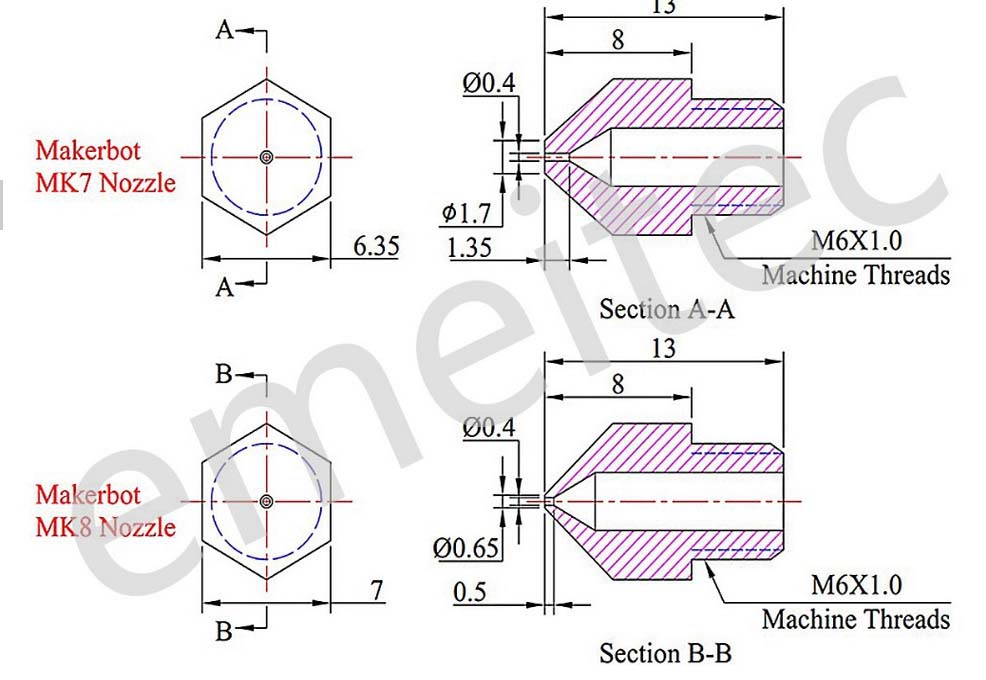 A
13
8
Ø0.4
Makerbot
MK7 Nozzle
ϕ1.7
6.35
1.35
M6X1.0
Machine Threads
A
Section A-A
B
13
8
Ø0.4
Makerbot
MK8 Nozzle
Ø0.65
7
0.5
M6X1.0
Machine Threads
B
Section B-B
emeitec